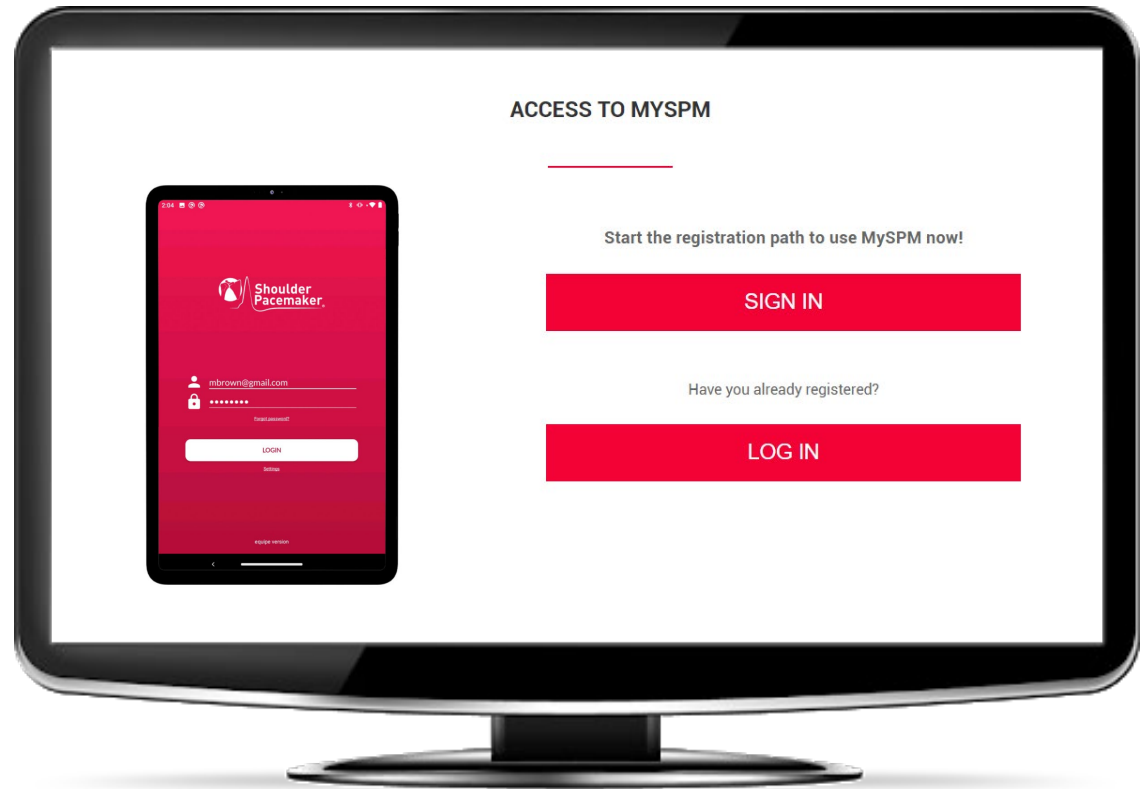 ACCESS TO MYSPM
2:04
Shoulder
Pacemaker
mbrown@gmail.com
Forgot password?
LOGIN
Settings
equipe version
Start the registration path to use MySPM now!
SIGN IN
Have you already registered?
LOG IN